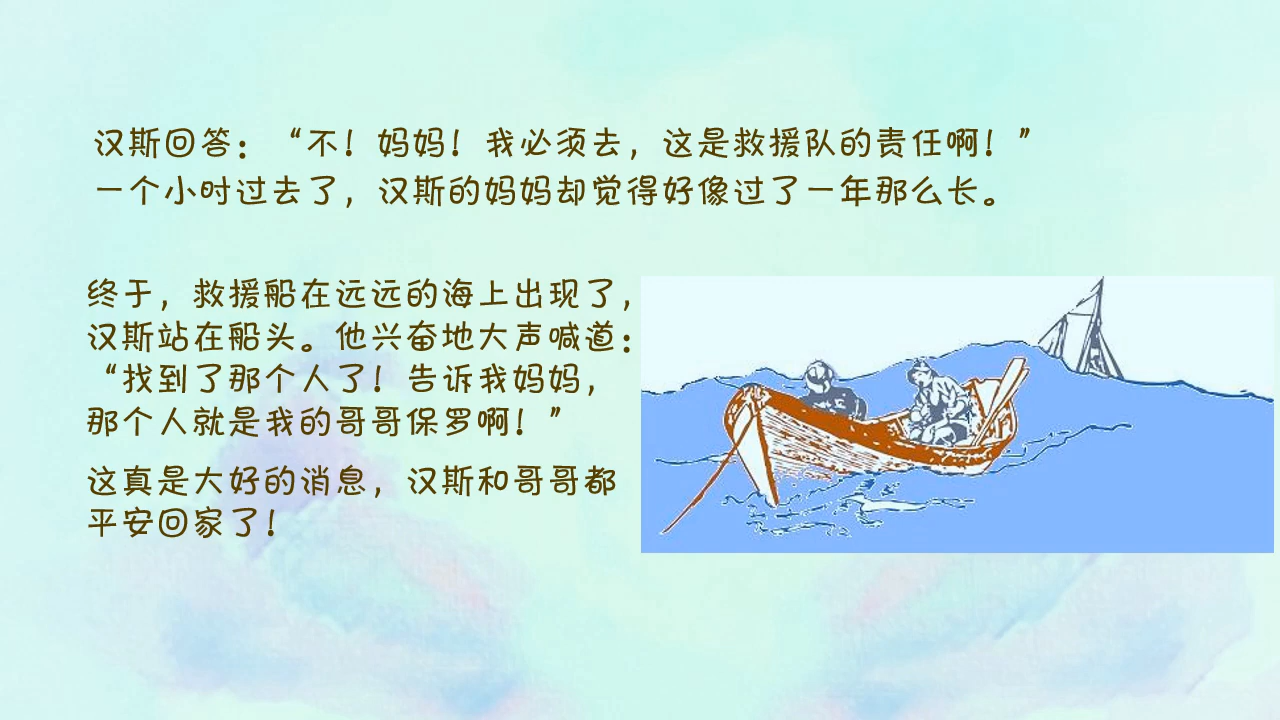 汉斯回答：“不！妈妈！我必须去，这是救援队的责任啊！”
一个小时过去了，汉斯的妈妈却觉得好像过了一年那么长。
终于，救援船在远远的海上出现了，
汉斯站在船头。他兴奋地大声喊道：
“找到了那个人了！告诉我妈妈，
那个人就是我的哥哥保罗啊！”
这真是大好的消息，汉斯和哥哥都
平安回家了！